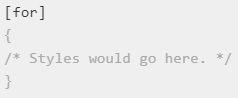 [for]
{
/* Styles would go here. */
}